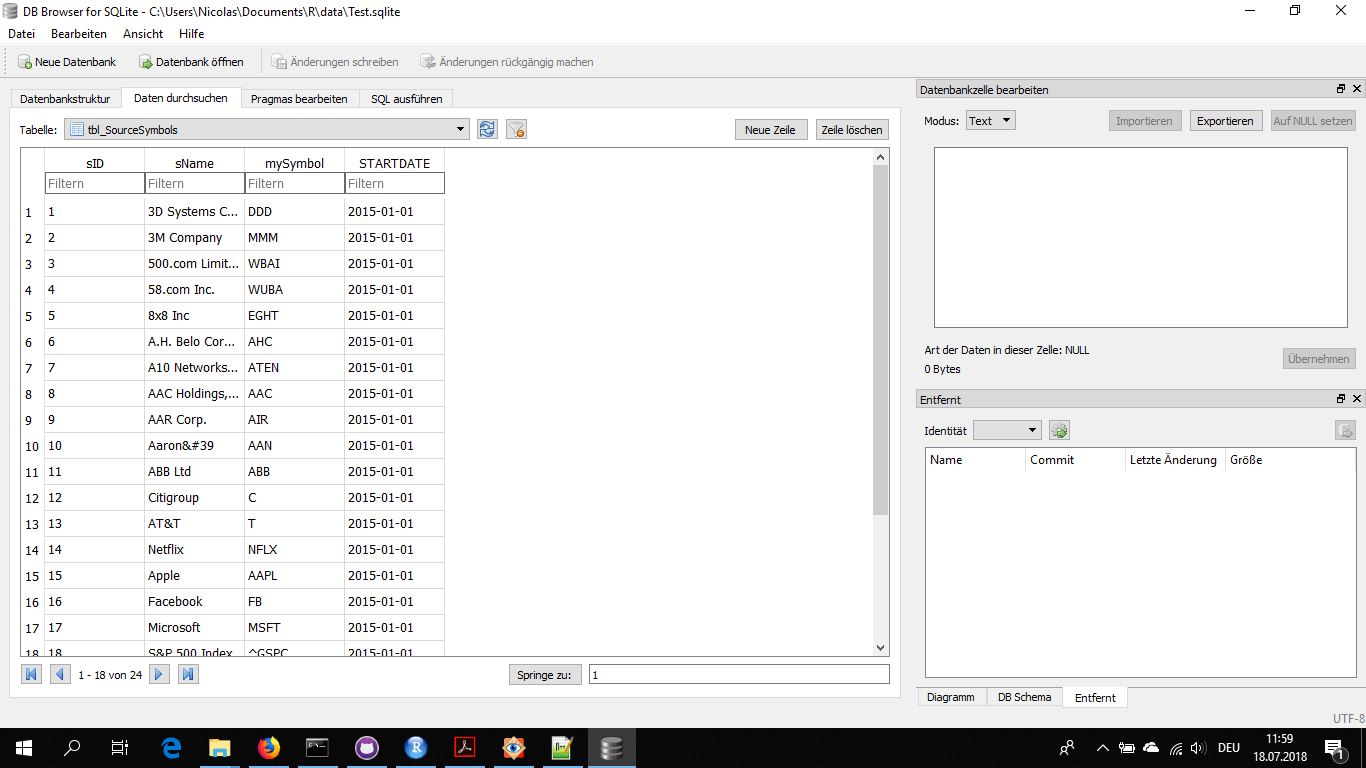 DB Browser for SQLite - C:\Users\Nicolas\Documents\R\data\Test.sqlite
Datei Bearbeiten Ansicht Hilfe
Neue Datenbank Datenbank öffnen Änderungen schreiben Änderungen rückgängig machen
Datenbankstruktur Daten durchsuchen Pragmas bearbeiten SQL ausführen
Tabelle: tbl_SourceSymbols Neue Zeile Zeile löschen
sID sName mySymbol STARTDATE
Filtern Filtern Filtern Filtern
1 1 3D Systems C... DDD 2015-01-01
2 2 3M Company MMM 2015-01-01
3 3 500.com Limit... WBAI 2015-01-01
4 4 58.com Inc. WUBA 2015-01-01
5 5 8x8 Inc EGHT 2015-01-01
6 6 A.H. Belo Cor... AHC 2015-01-01
7 7 A10 Networks... ATEN 2015-01-01
8 8 AAC Holdings,... AAC 2015-01-01
9 9 AAR Corp. AIR 2015-01-01
10 10 Aaron&#39 AAN 2015-01-01
11 11 ABB Ltd ABB 2015-01-01
12 12 Citigroup C 2015-01-01
13 13 AT&T T 2015-01-01
14 14 Netflix NFLX 2015-01-01
15 15 Apple AAPL 2015-01-01
16 16 Facebook FB 2015-01-01
17 17 Microsoft MSFT 2015-01-01
18 18 S&P 500 Index ^GSPC 2015-01-01
1 - 18 von 24 Springe zu: 1
Datenbankzelle bearbeiten
Modus: Text Importieren Exportieren Auf NULL setzen
Art der Daten in dieser Zelle: NULL
0 Bytes
Übernehmen
Entfernt
Identität
Name Commit Letzte Änderung Größe
Diagramm DB Schema Entfernt
UTF-8
DEU 11:59
18.07.2018
1